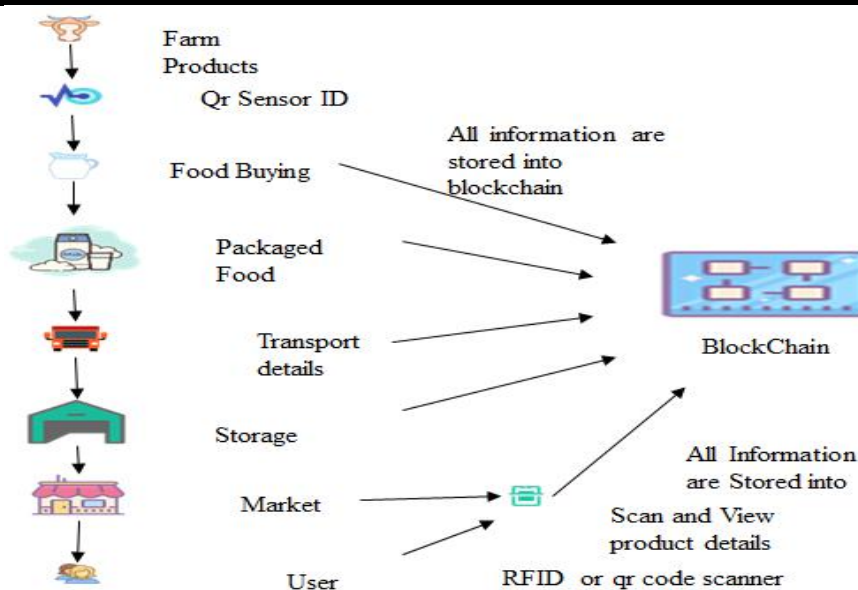 Farm
Products
Qr Sensor ID
All information are
stored into
blockchain
Food Buying
Packaged
Food
Transport
details
BlockChain
Storage
All Information
are Stored into
Market
Scan and View
product details
User
RFID or qr code scanner